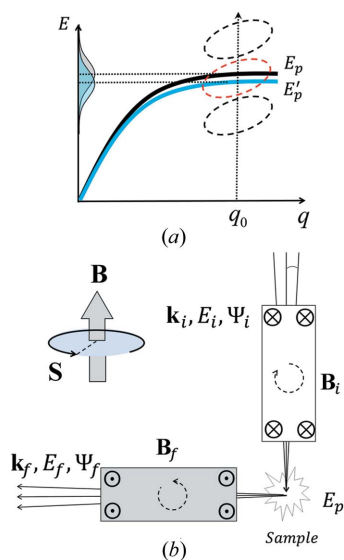 E
E_p
E'_p
q_0
q
(a)
B
S
k_i, E_i, Ψ_i
B_i
B_f
k_f, E_f, Ψ_f
E_p
Sample
(b)